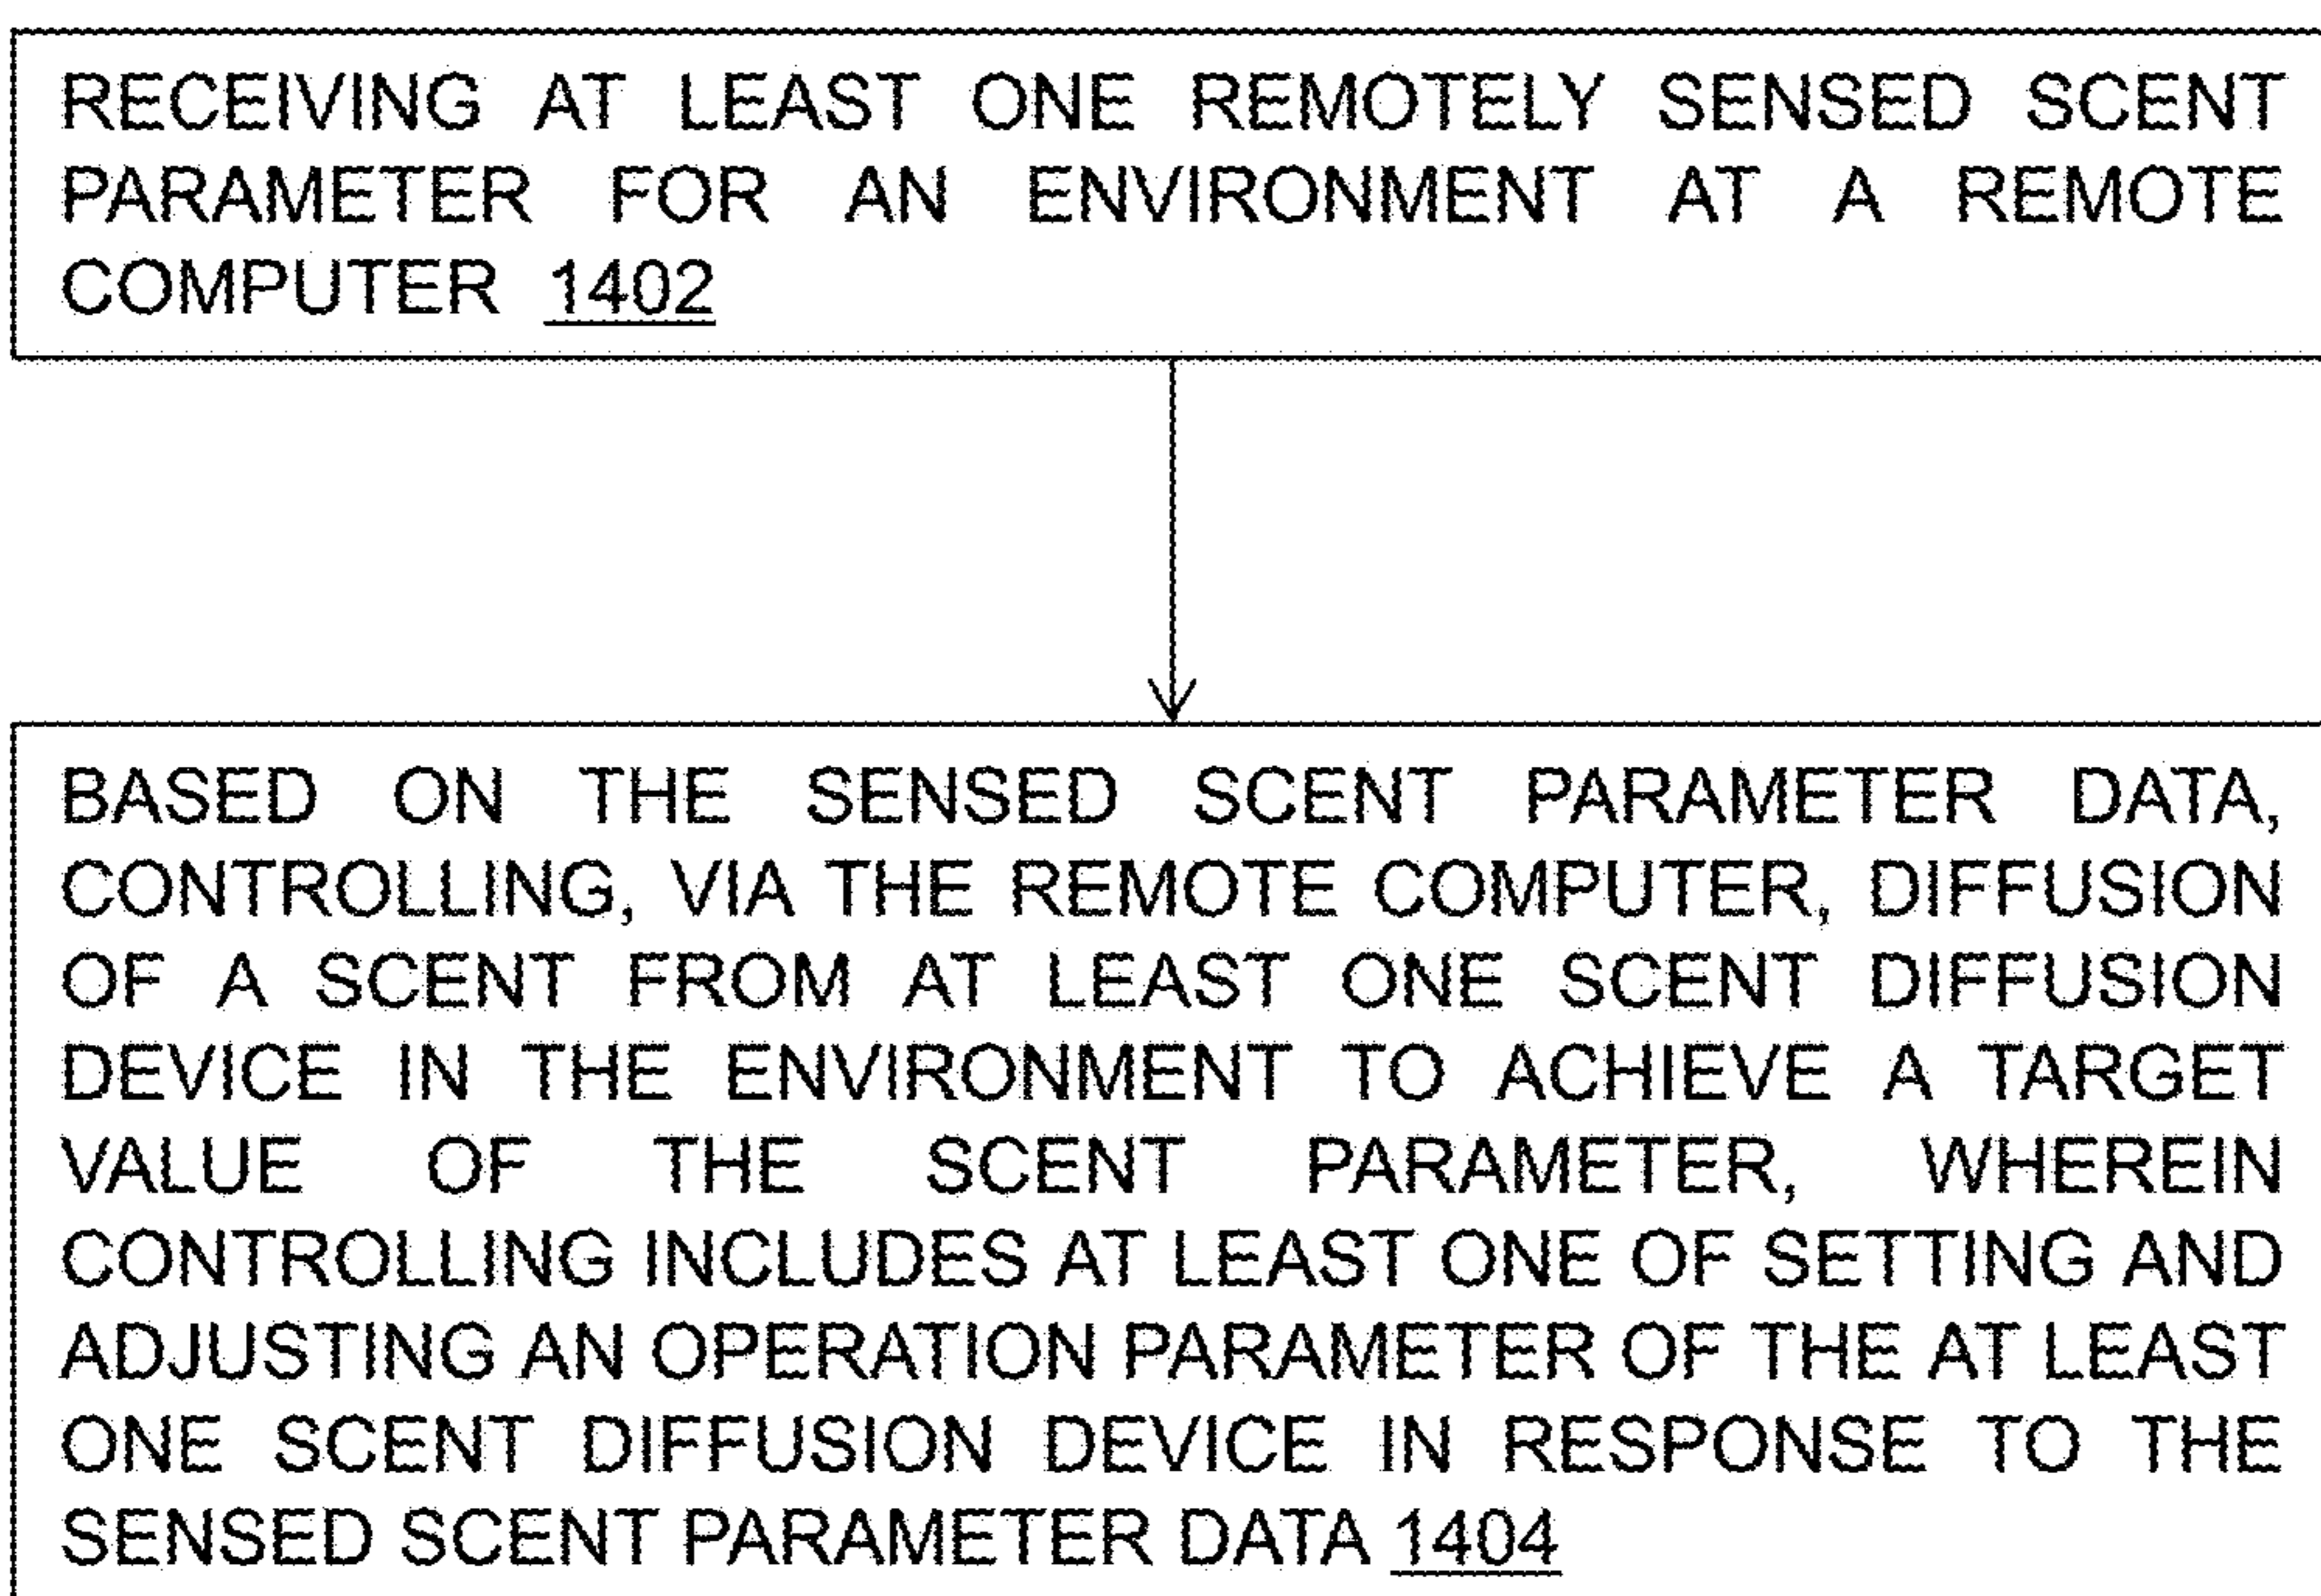 RECEIVING AT LEAST ONE REMOTELY SENSED SCENT
PARAMETER FOR AN ENVIRONMENT AT A REMOTE
COMPUTER 1402
BASED ON THE SENSED SCENT PARAMETER DATA,
CONTROLLING, VIA THE REMOTE COMPUTER, DIFFUSION
OF A SCENT FROM AT LEAST ONE SCENT DIFFUSION
DEVICE IN THE ENVIRONMENT TO ACHIEVE A TARGET
VALUE OF THE SCENT PARAMETER, WHEREIN
CONTROLLING INCLUDES AT LEAST ONE OF SETTING AND
ADJUSTING AN OPERATION PARAMETER OF THE AT LEAST
ONE SCENT DIFFUSION DEVICE IN RESPONSE TO THE
SENSED SCENT PARAMETER DATA 1404